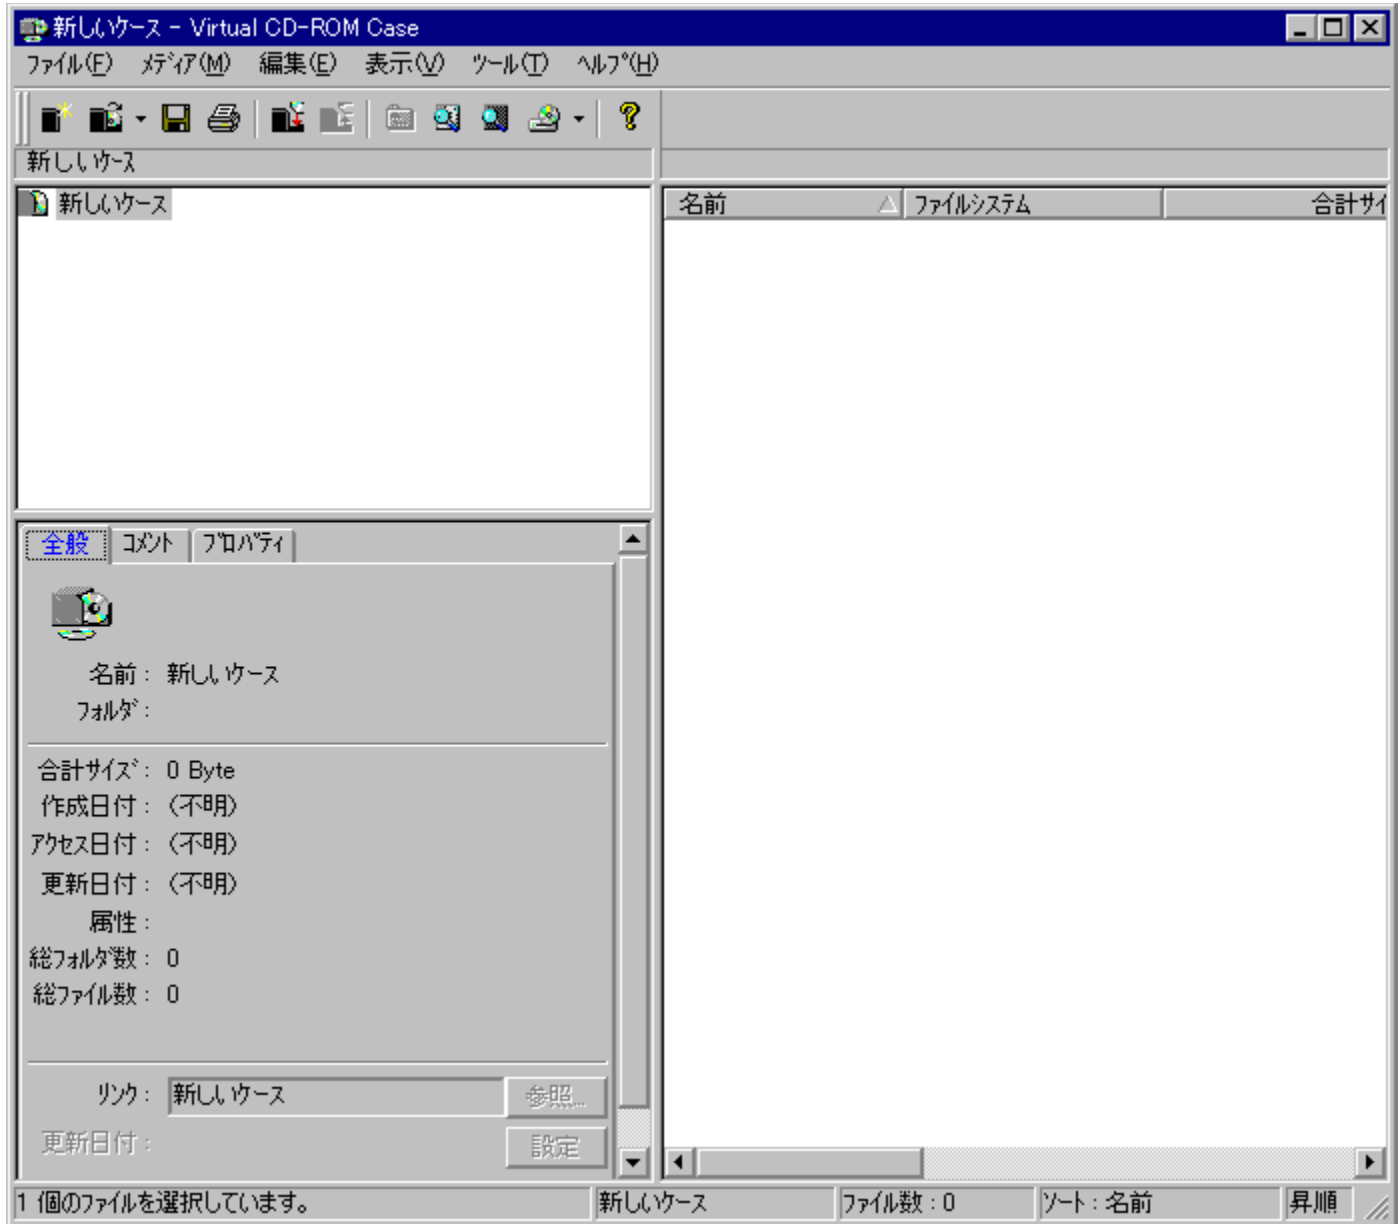 新しいケース - Virtual CD-ROM Case
ﾌｧｲﾙ(F) ﾒﾃﾞｨｱ(M) 編集(E) 表示(V) ﾂｰﾙ(T) ﾍﾙﾌﾟ(H)
新しいｹｰｽ
新しいケース
名前 ファイルシステム 合計サイ
全般 ｺﾒﾝﾄ ﾌﾟﾛﾊﾟﾃｨ
名前： 新しいケース
ﾌｫﾙﾀﾞ：
合計ｻｲｽﾞ： 0 Byte
作成日付： (不明)
ｱｸｾｽ日付： (不明)
更新日付： (不明)
属性：
総ﾌｫﾙﾀﾞ数： 0
総ﾌｧｲﾙ数： 0
リンク： 新しいケース 参照...
更新日付： 設定
1 個のファイルを選択しています。 新しいケース ﾌｧｲﾙ数：0 ｿｰﾄ：名前 昇順